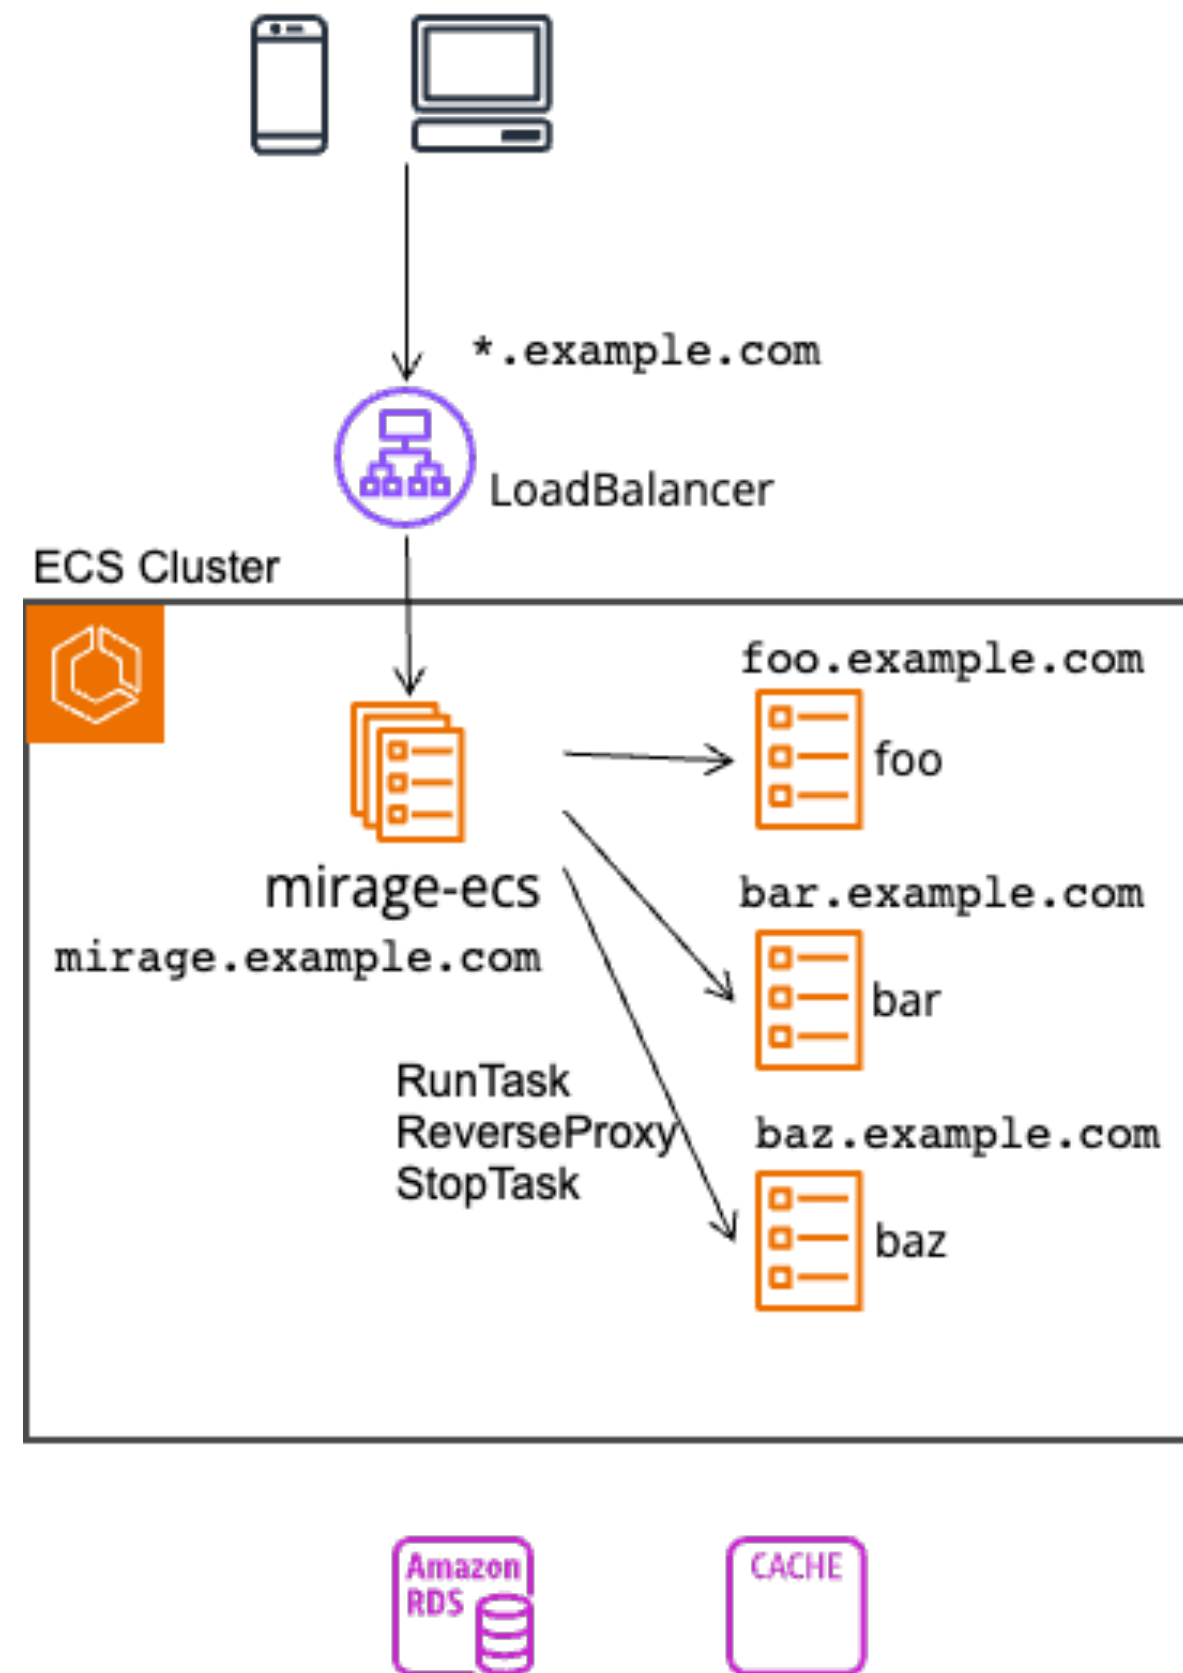 *.example.com
LoadBalancer
ECS Cluster
foo.example.com
foo
mirage-ecs
mirage.example.com
bar.example.com
bar
RunTask
ReverseProxy
StopTask
baz.example.com
baz
Amazon
RDS
CACHE